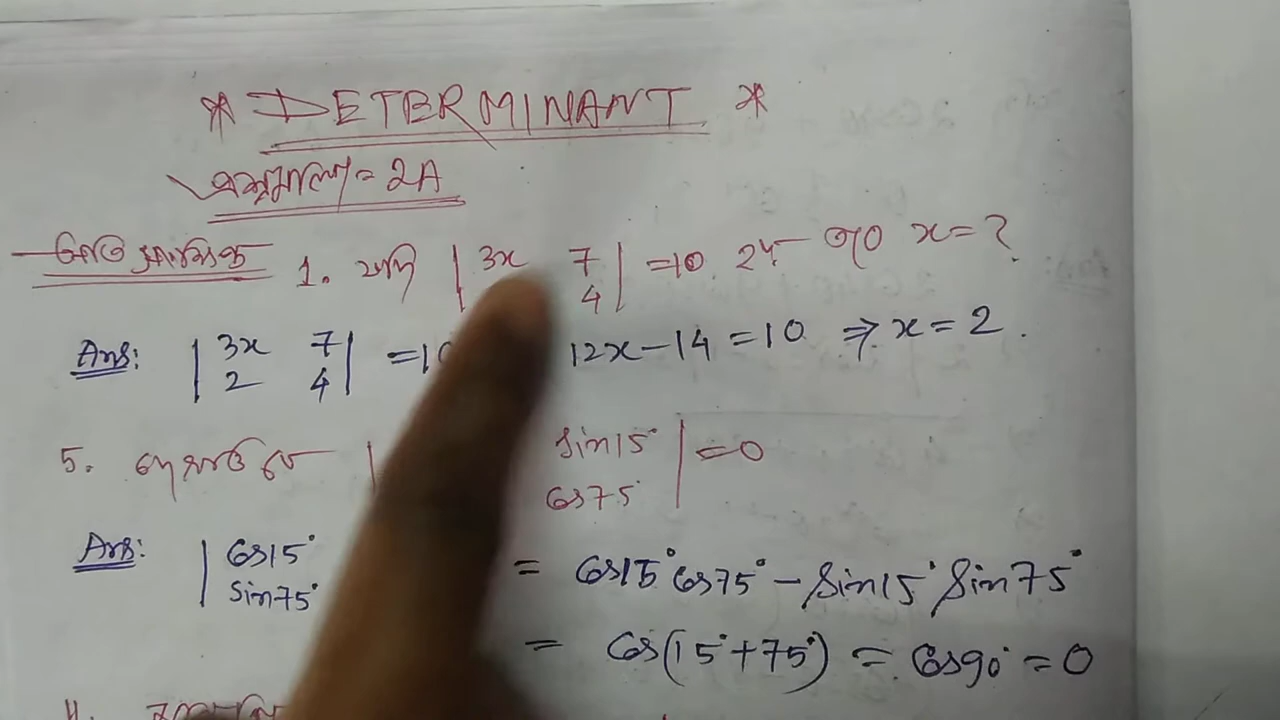 * DETERMINANT *
প্রশ্নমালা = 2A
অতি সংক্ষিপ্ত 1. যদি | 3x 7 | = 10 হয় তবে x = ?
4
Ans: | 3x 7 | = 10 12x - 14 = 10 ⇒ x = 2 .
2 4
5. দেখাও যে | sin15° | = 0
cos75°
Ans: | cos15° = cos15° cos75° - sin15° sin75°
sin75°
= cos(15° + 75°) = cos90° = 0
4.